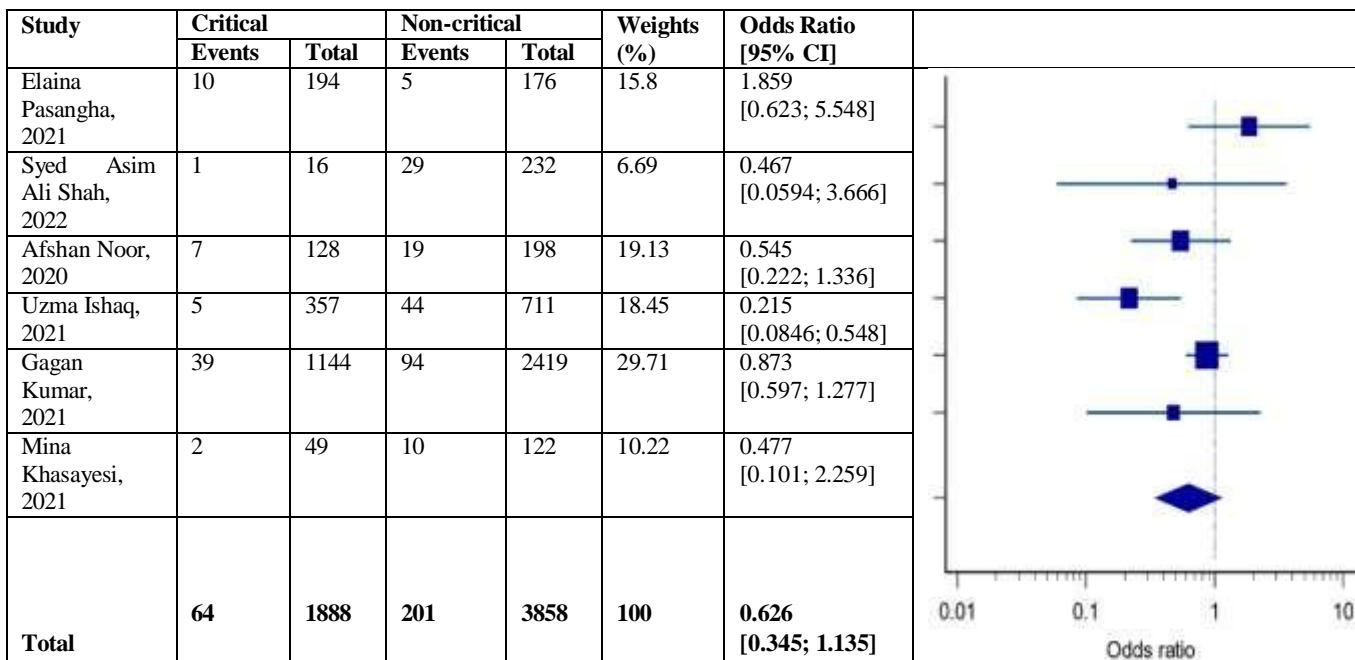 Study Critical Non-critical Weights Odds Ratio
Events Total Events Total (%) [95% CI]
Elaina 10 194 5 176 15.8 1.859
Pasangha, [0.623; 5.548]
2021
Syed Asim 1 16 29 232 6.69 0.467
Ali Shah, [0.0594; 3.666]
2022
Afshan Noor, 7 128 19 198 19.13 0.545
2020 [0.222; 1.336]
Uzma Ishaq, 5 357 44 711 18.45 0.215
2021 [0.0846; 0.548]
Gagan 39 1144 94 2419 29.71 0.873
Kumar, [0.597; 1.277]
2021
Mina 2 49 10 122 10.22 0.477
Khasayesi, [0.101; 2.259]
2021
64 1888 201 3858 100 0.626
Total [0.345; 1.135]
0.01 0.1 1 10
Odds ratio